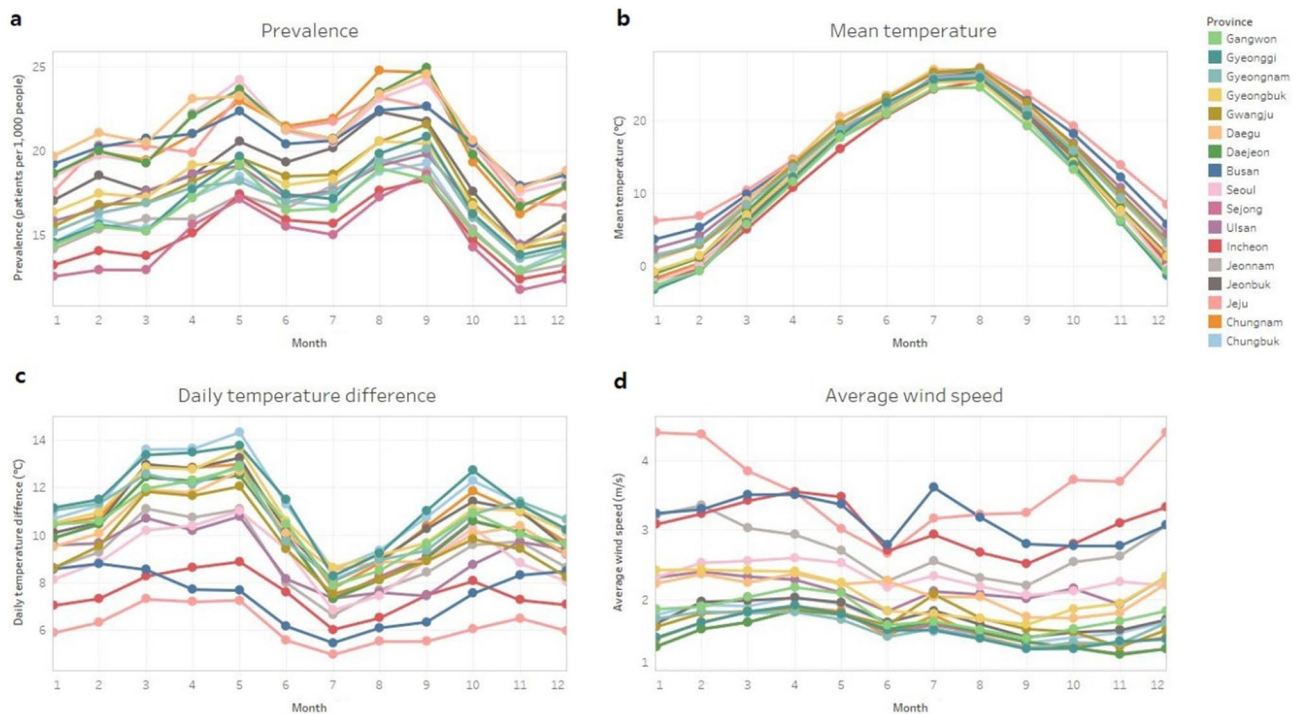 a
Prevalence
Prevalence (patients per 1,000 people)
25
20
15
1 2 3 4 5 6 7 8 9 10 11 12
Month
b
Mean temperature
Mean temperature (°C)
20
10
0
1 2 3 4 5 6 7 8 9 10 11 12
Month
Province
Gangwon
Gyeonggi
Gyeongnam
Gyeongbuk
Gwangju
Daegu
Daejeon
Busan
Seoul
Sejong
Ulsan
Incheon
Jeonnam
Jeonbuk
Jeju
Chungnam
Chungbuk
c
Daily temperature difference
Daily temperature diffence (°C)
14
12
10
8
6
1 2 3 4 5 6 7 8 9 10 11 12
Month
d
Average wind speed
Average wind speed (m/s)
4
3
2
1
1 2 3 4 5 6 7 8 9 10 11 12
Month